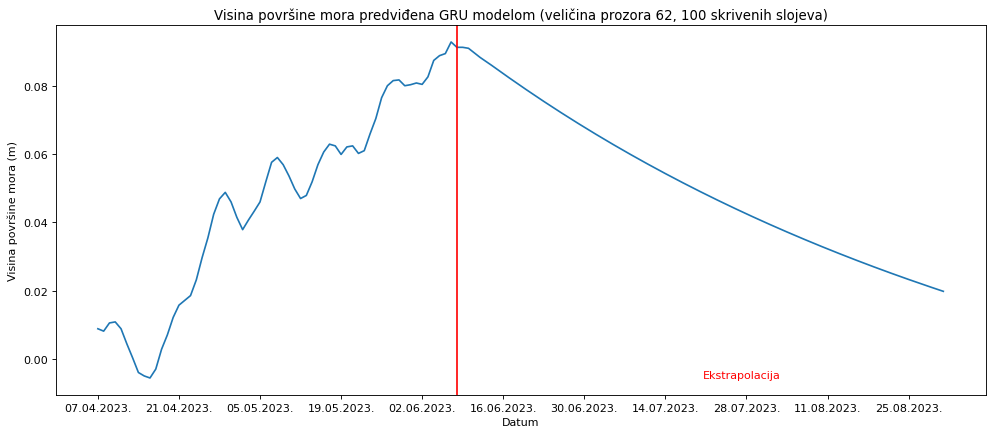 Visina površine mora predviđena GRU modelom (veličina prozora 62, 100 skrivenih slojeva)
Visina površine mora (m)
0.08
0.06
0.04
0.02
0.00
Ekstrapolacija
07.04.2023. 21.04.2023. 05.05.2023. 19.05.2023. 02.06.2023. 16.06.2023. 30.06.2023. 14.07.2023. 28.07.2023. 11.08.2023. 25.08.2023.
Datum